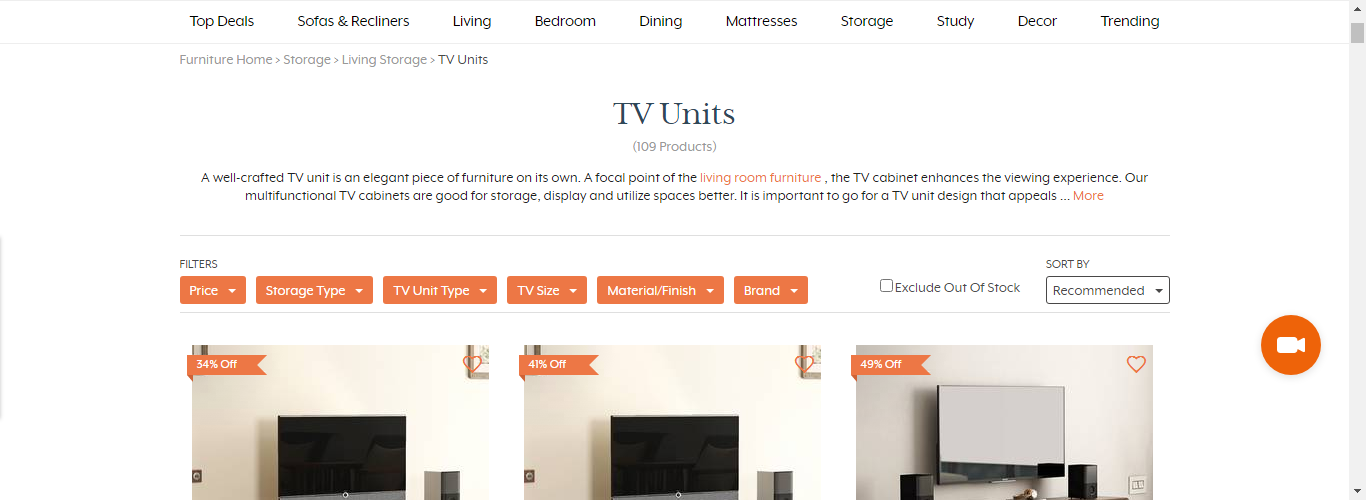 Top Deals Sofas & Recliners Living Bedroom Dining Mattresses Storage Study Decor Trending
Furniture Home > Storage > Living Storage > TV Units
TV Units
(109 Products)
A well-crafted TV unit is an elegant piece of furniture on its own. A focal point of the living room furniture , the TV cabinet enhances the viewing experience. Our
multifunctional TV cabinets are good for storage, display and utilize spaces better. It is important to go for a TV unit design that appeals ... More
FILTERS SORT BY
Price Storage Type TV Unit Type TV Size Material/Finish Brand Exclude Out Of Stock Recommended
34% Off 41% Off 49% Off